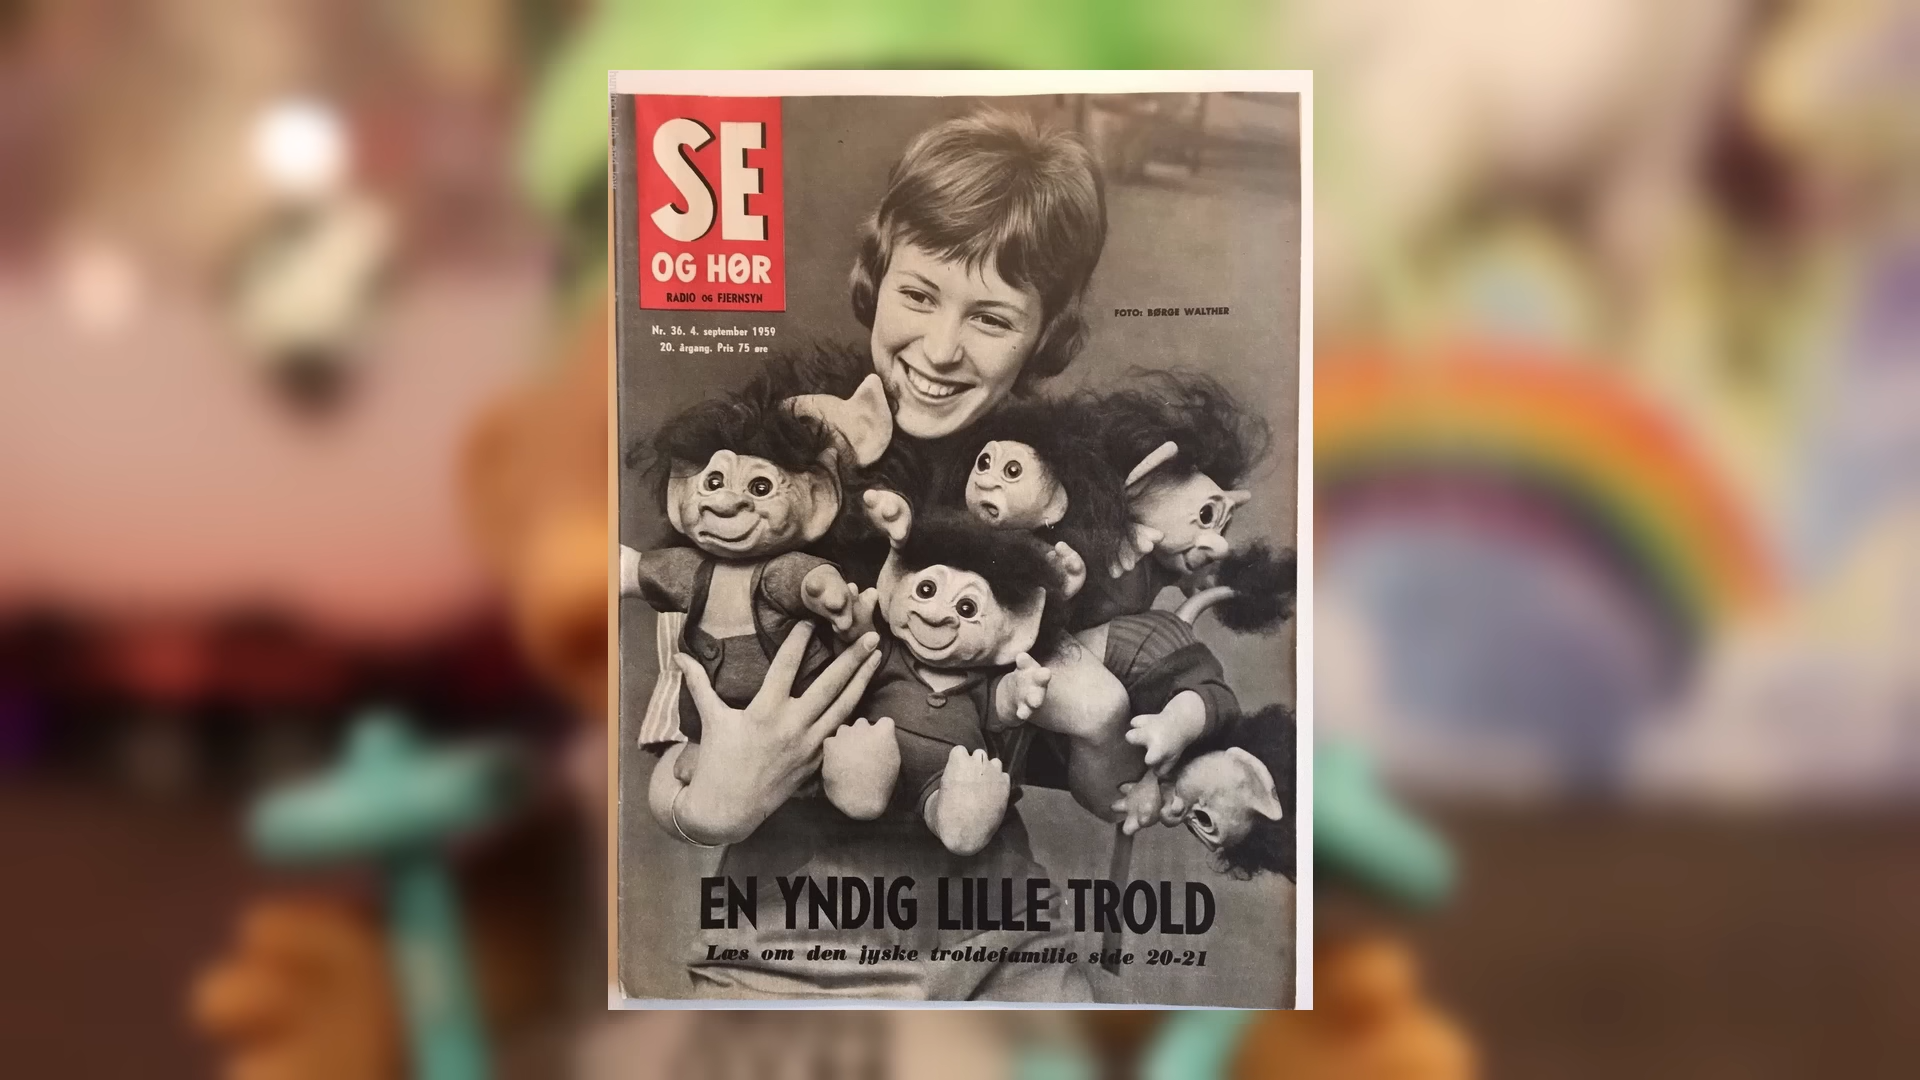 SE
OG HØR
RADIO OG FJERNSYN
Nr. 36. 4. september 1959
20. årgang. Pris 75 øre
FOTO: BØRGE WALTHER
EN YNDIG LILLE TROLD
Læs om den jyske troldefamilie side 20-21